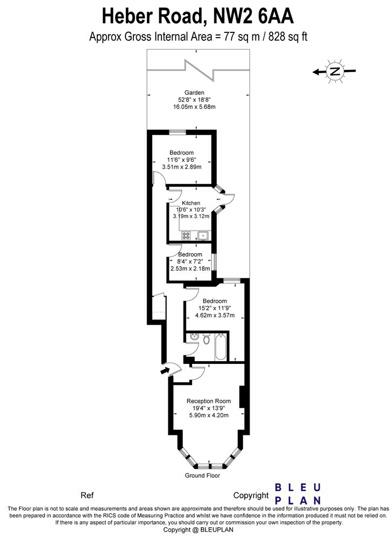 Heber Road, NW2 6AA
Approx Gross Internal Area = 77 sq m / 828 sq ft
N
Garden
52'8" x 18'8"
16.05m x 5.68m
Bedroom
11'6" x 9'6"
3.51m x 2.89m
Kitchen
10'6" x 10'3"
3.19m x 3.12m
Bedroom
8'4" x 7'2"
2.53m x 2.18m
Bedroom
15'2" x 11'9"
4.62m x 3.57m
Reception Room
19'4" x 13'9"
5.90m x 4.20m
Ground Floor
Ref
Copyright
BLEU
PLAN
The Floor plan is not to scale and measurements and areas shown are approximate and therefore should be used for illustrative purposes only. The plan has
been prepared in accordance with the RICS code of Measuring Practice and whilst we have confidence in the information produced it must not be relied on.
If there is any aspect of particular importance, you should carry out or commission your own inspection of the property.
Copyright @ BLEUPLAN